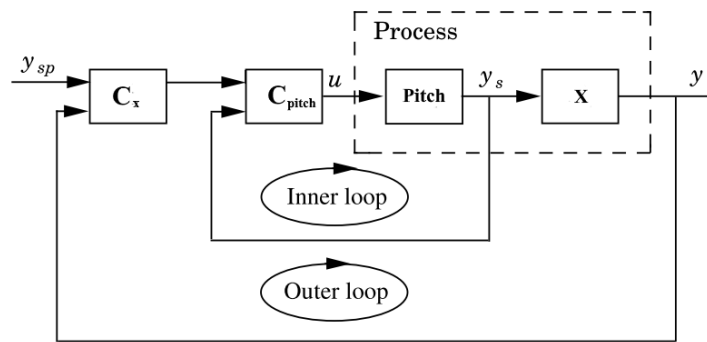 Process
y_sp
C_x
C_pitch
u
Pitch
y_s
X
y
Inner loop
Outer loop